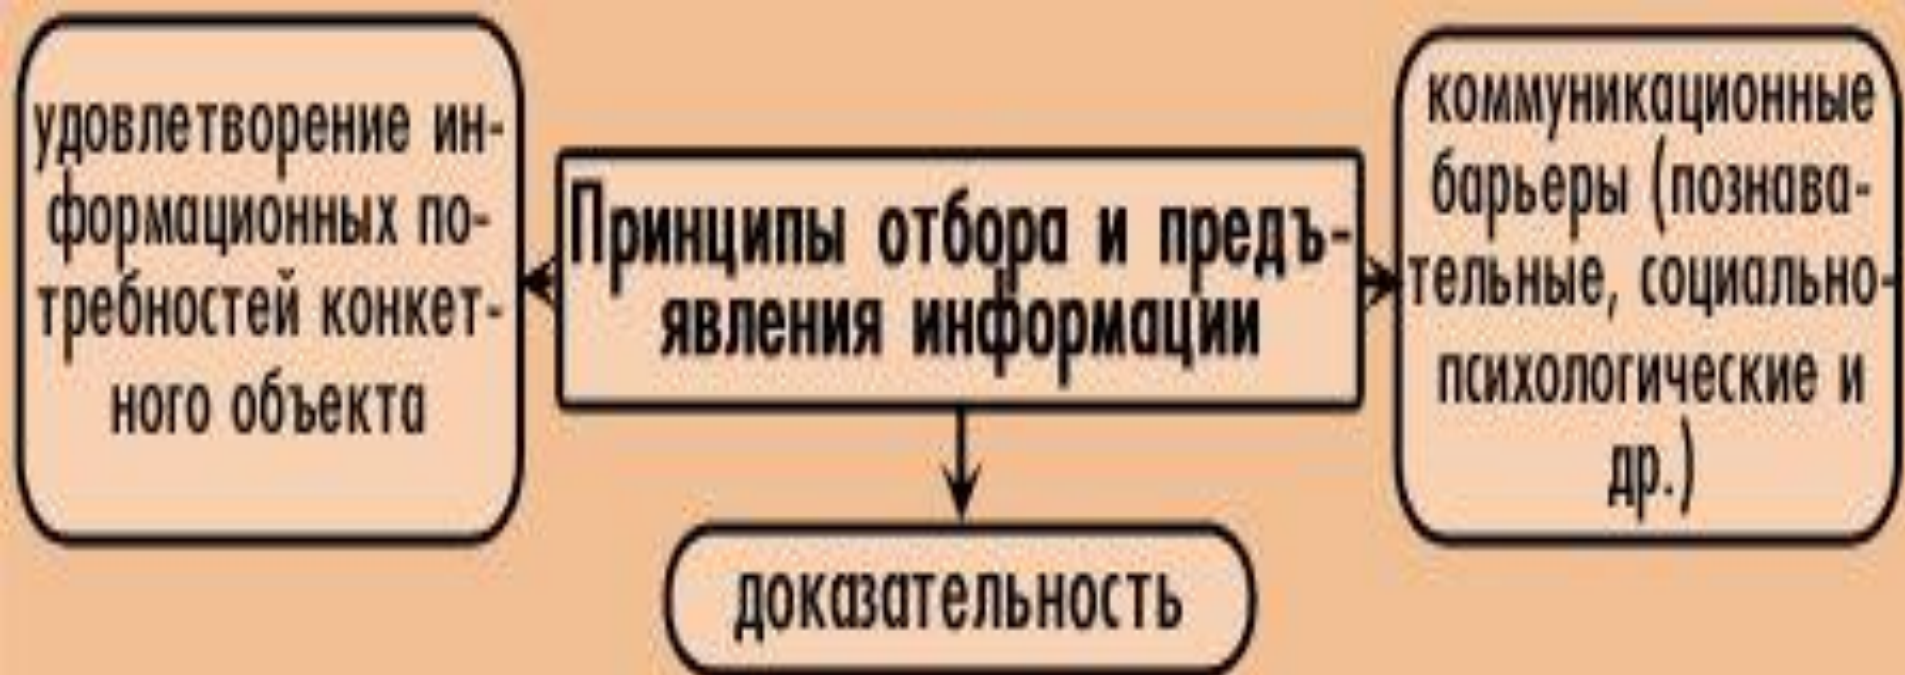 удовлетворение ин-
формационных по-
требностей конкет-
ного объекта
Принципы отбора и предъ-
явления информации
коммуникационные
барьеры (познава-
тельные, социально-
психологические и
др.)
доказательность